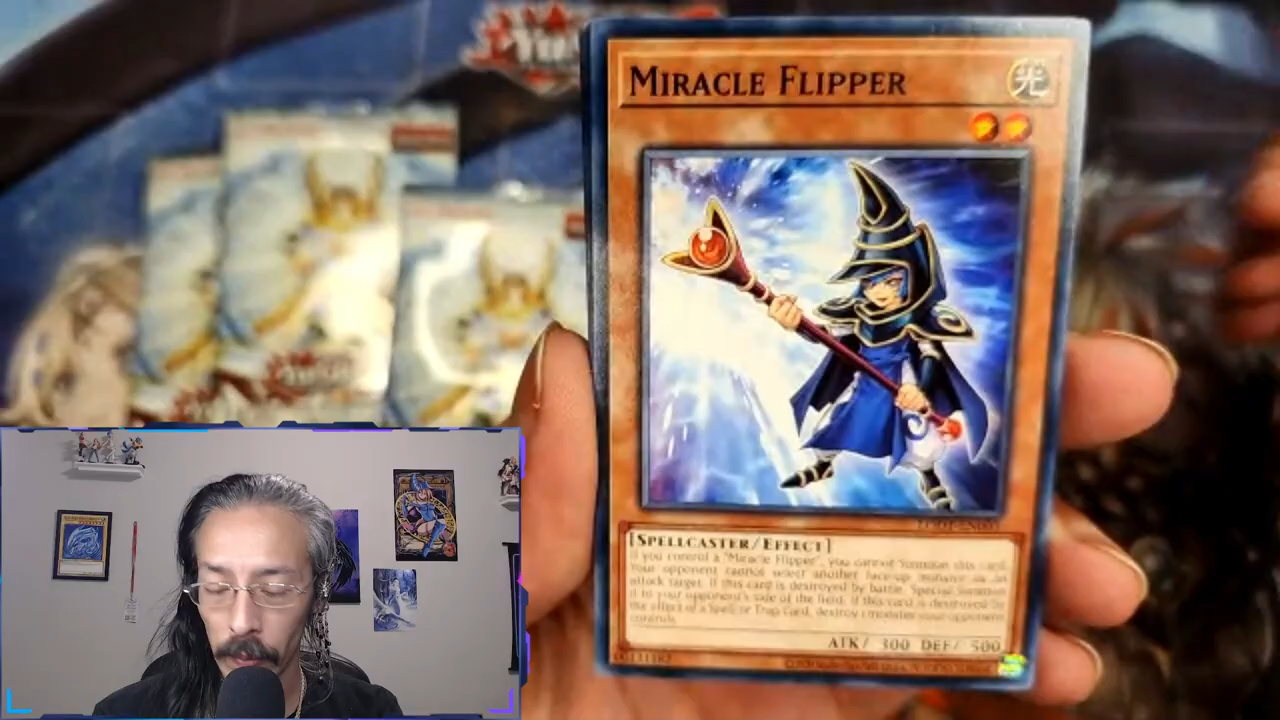 MIRACLE FLIPPER
光
[SPELLCASTER/EFFECT]
If you control a "Miracle Flipper", you cannot Summon this card.
Your opponent cannot select another face-up monster as an
attack target. If this card is destroyed by battle, Special Summon
it to your opponent's side of the field. If this card is destroyed by
the effect of a Spell or Trap Card, destroy 1 monster your opponent
controls.
ATK/ 300 DEF/ 500